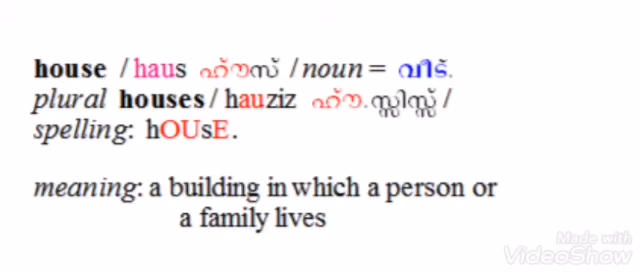 house /haus ഹൗസ് /noun = വീട്.
plural houses/ hauziz ഹൗ.സ്സിസ്സ് /
spelling: hOUsE.
meaning: a building in which a person or
a family lives
Made with
VideoShow